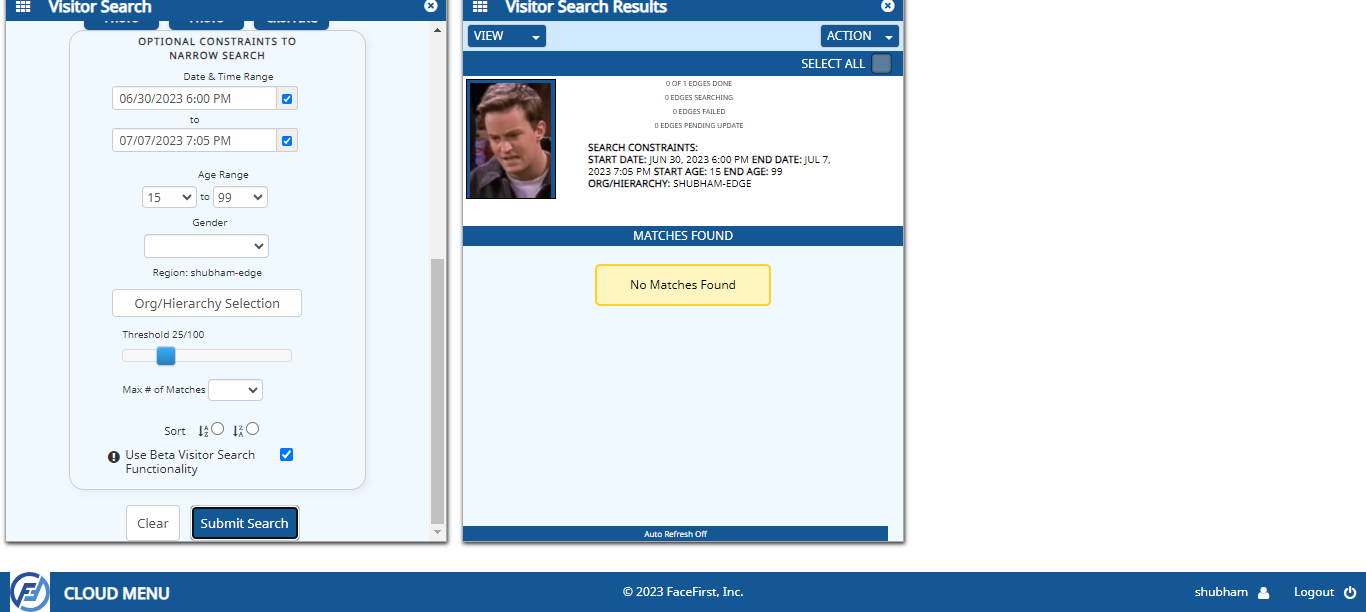 Visitor Search
OPTIONAL CONSTRAINTS TO
NARROW SEARCH
Date & Time Range
06/30/2023 6:00 PM
to
07/07/2023 7:05 PM
Age Range
15 to 99
Gender
Region: shubham-edge
Org/Hierarchy Selection
Threshold 25/100
Max # of Matches
Sort
Use Beta Visitor Search
Functionality
Clear
Submit Search
Visitor Search Results
VIEW
ACTION
SELECT ALL
0 OF 1 EDGES DONE
0 EDGES SEARCHING
0 EDGES FAILED
0 EDGES PENDING UPDATE
SEARCH CONSTRAINTS:
START DATE: JUN 30, 2023 6:00 PM END DATE: JUL 7,
2023 7:05 PM START AGE: 15 END AGE: 99
ORG/HIERARCHY: SHUBHAM-EDGE
MATCHES FOUND
No Matches Found
Auto Refresh Off
CLOUD MENU
© 2023 FaceFirst, Inc.
shubham
Logout